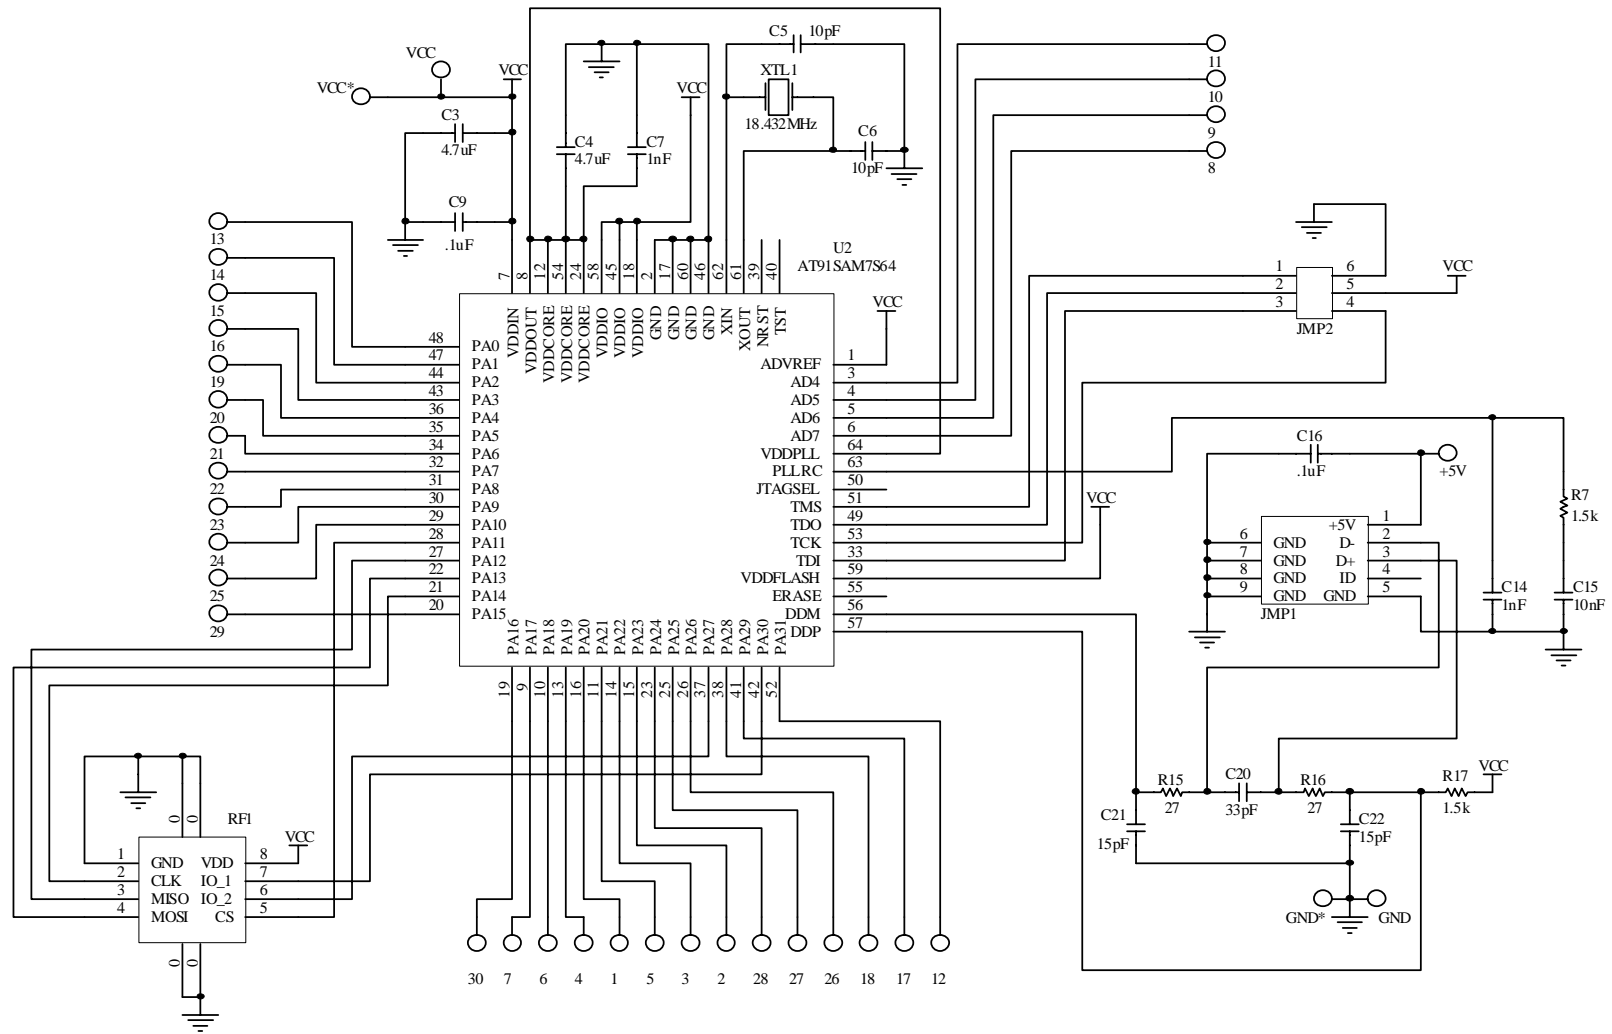 C5
10pF
VCC
VCC
VCC*
XTL1
VCC
18.432MHz
C3
4.7uF
C4
4.7uF
C7
1nF
C6
10pF
11
10
9
8
C9
.1uF
U2
AT91SAM7S64
7
8
12
54
24
58
45
18
2
17
60
46
62
61
39
40
VDDIN
VDDOUT
VDDCORE
VDDCORE
VDDCORE
VDDIO
VDDIO
VDDIO
GND
GND
GND
GND
XIN
XOUT
NRST
TST
13
14
15
16
19
20
21
22
23
24
25
29
48 PA0
47 PA1
44 PA2
43 PA3
36 PA4
35 PA5
34 PA6
32 PA7
31 PA8
30 PA9
29 PA10
28 PA11
27 PA12
22 PA13
21 PA14
20 PA15
VCC
ADVREF 1
AD4 3
AD5 4
AD6 5
AD7 6
VDDPLL 64
PLLRC 63
JTAGSEL 50
TMS 51
TDO 49
TCK 53
TDI 33
VDDFLASH 59
ERASE 55
DDM 56
DDP 57
VCC
1 6
2 5
3 4
VCC
JMP2
C16
.1uF
+5V
R7
1.5k
+5V 1
6 GND D- 2
7 GND D+ 3
8 GND ID 4
9 GND GND 5
JMP1
C14
1nF
C15
10nF
PA16
PA17
PA18
PA19
PA20
PA21
PA22
PA23
PA24
PA25
PA26
PA27
PA28
PA29
PA30
PA31
19
9
10
13
16
11
14
15
23
25
26
37
38
41
42
52
R15
27
C20
33pF
R16
27
R17
1.5k
VCC
C21
15pF
C22
15pF
GND*
GND
0
0
RF1
VCC
1 GND VDD 8
2 CLK IO_1 7
3 MISO IO_2 6
4 MOSI CS 5
0
0
30 7 6 4 1 5 3 2 28 27 26 18 17 12